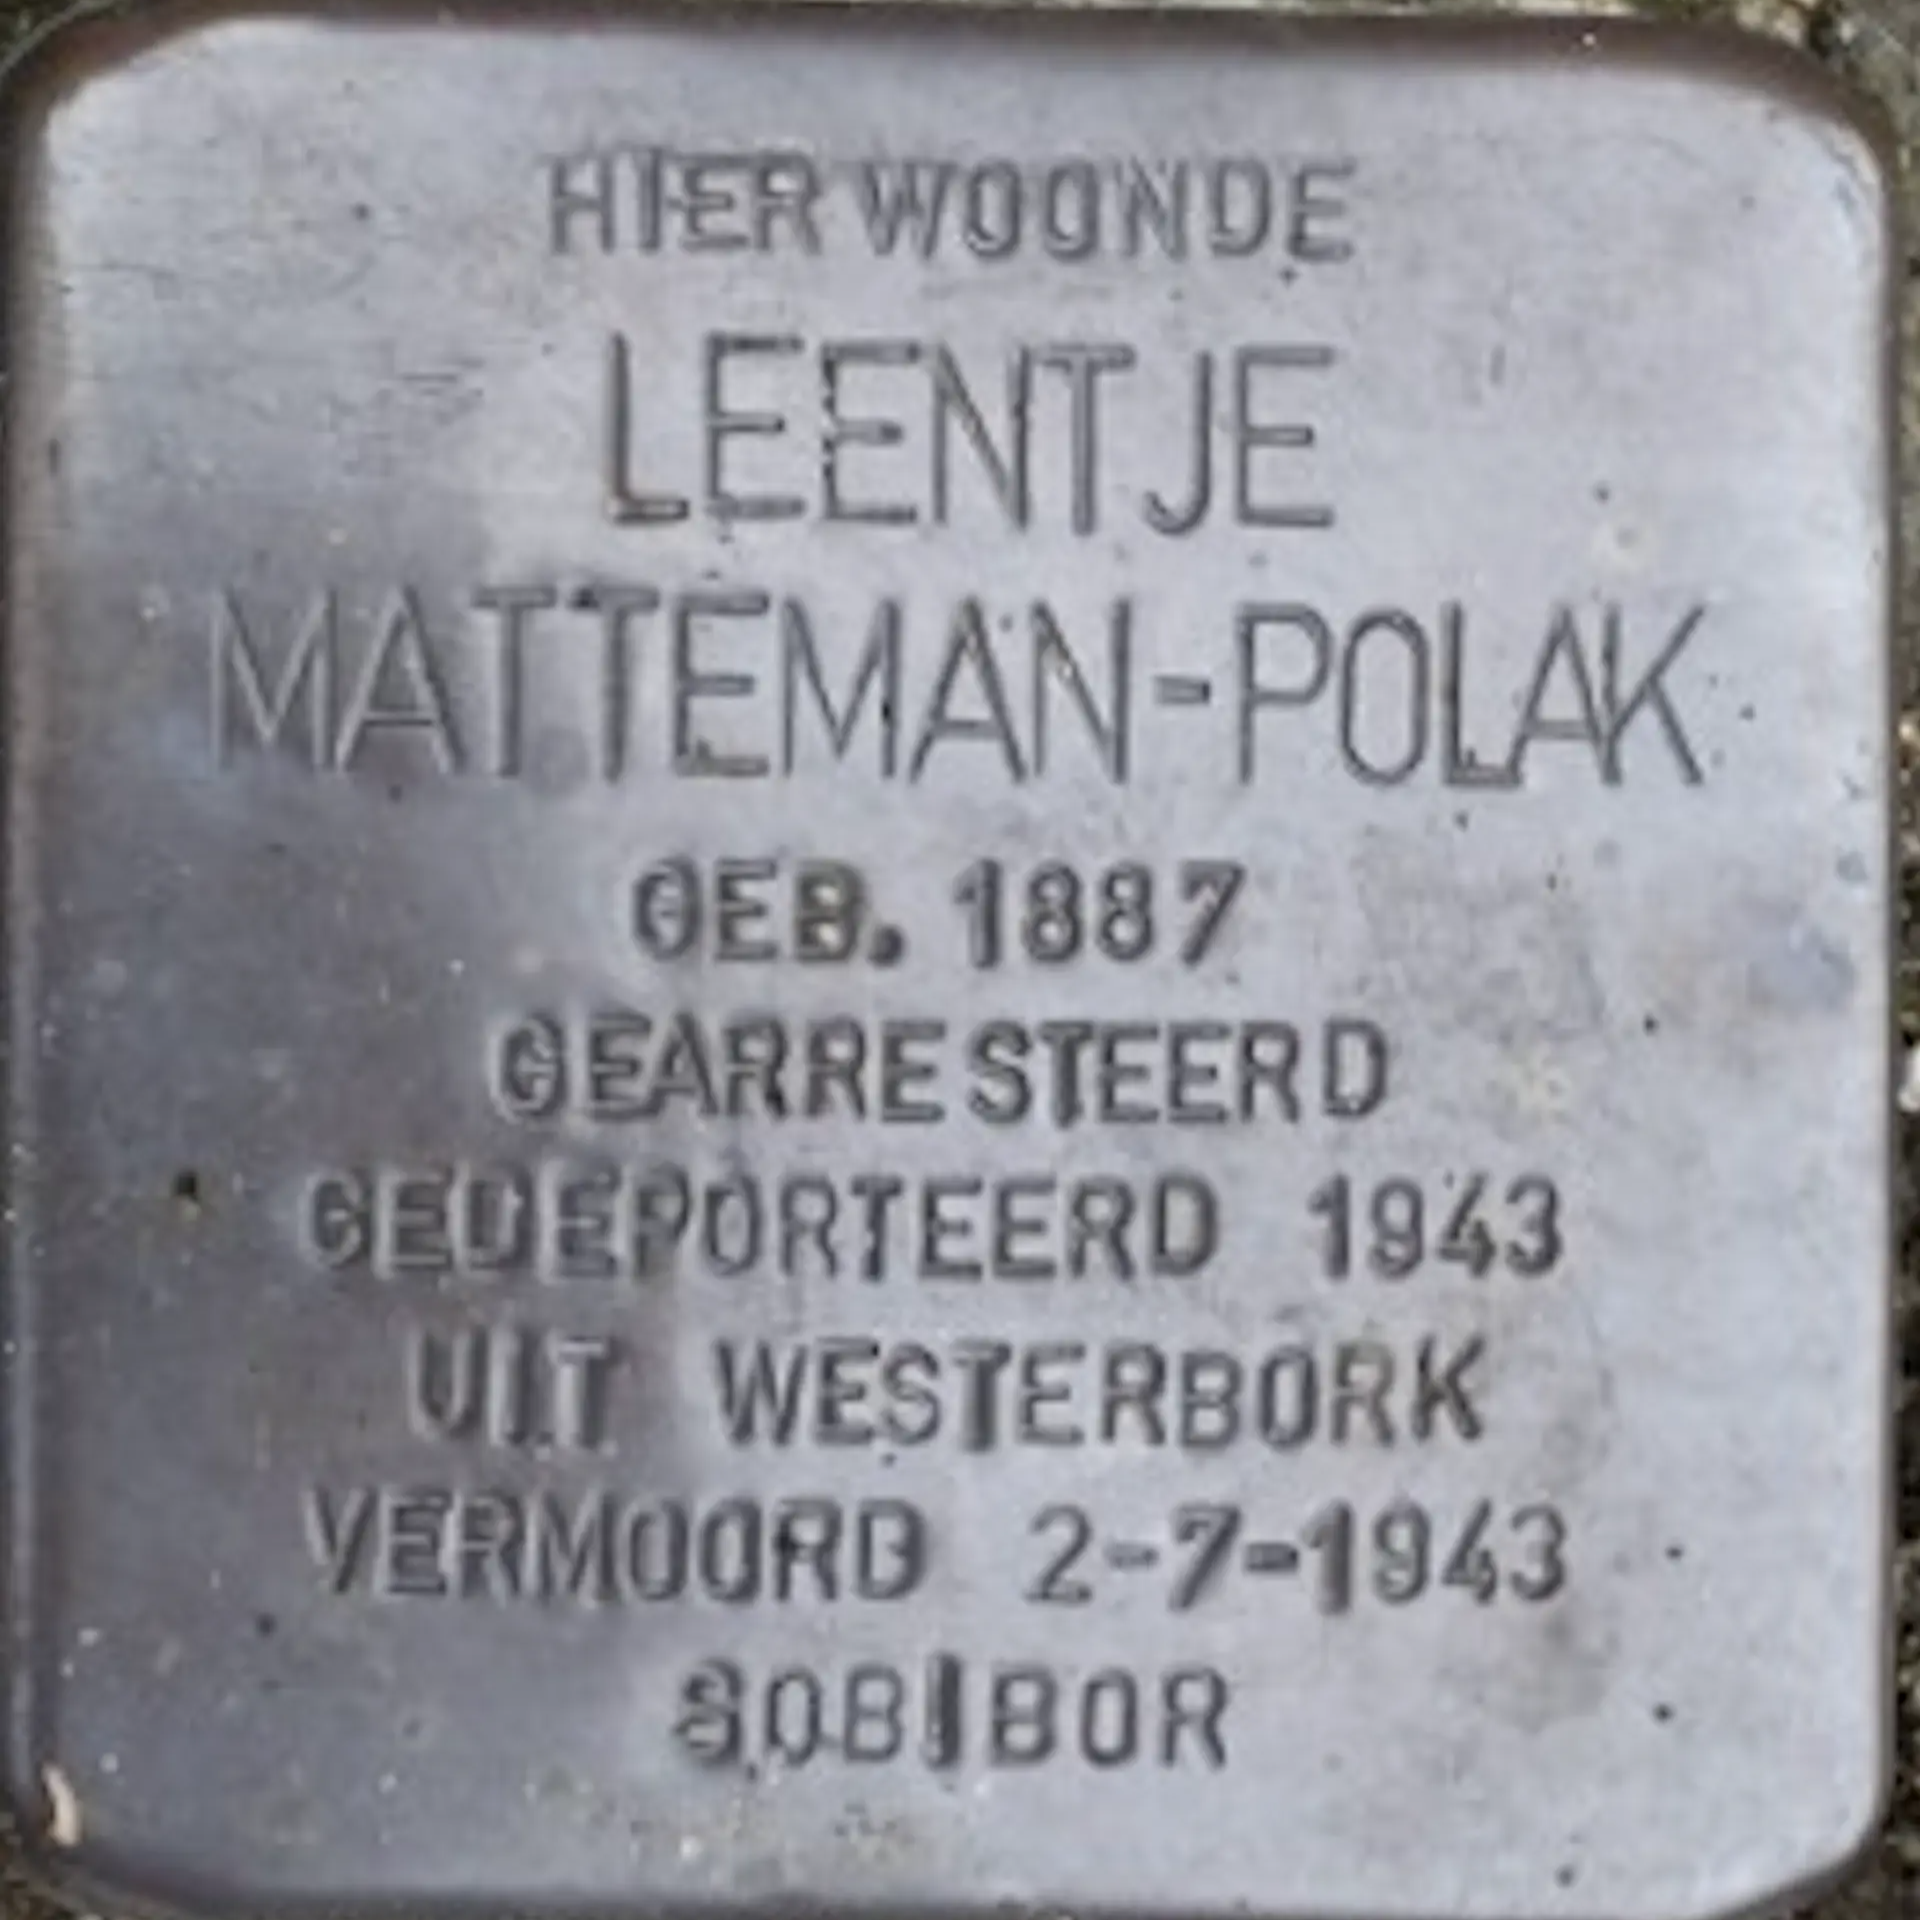 HIER WOONDE
LEENTJE
MATTEMAN-POLAK
GEB. 1887
GEARRESTEERD
GEDEPORTEERD 1943
UIT WESTERBORK
VERMOORD 2-7-1943
SOBIBOR